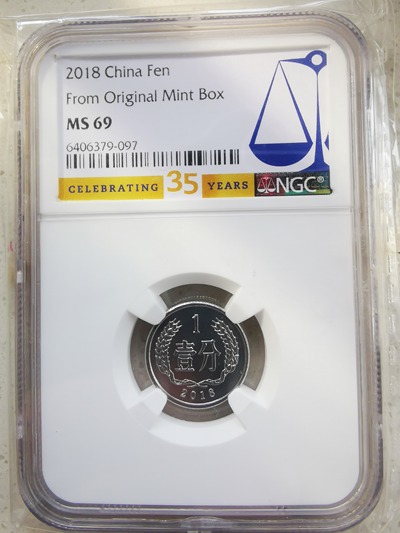 2018 China Fen
From Original Mint Box
MS 69
6406379-097
CELEBRATING 35 YEARS NGC®
1
壹分
2018